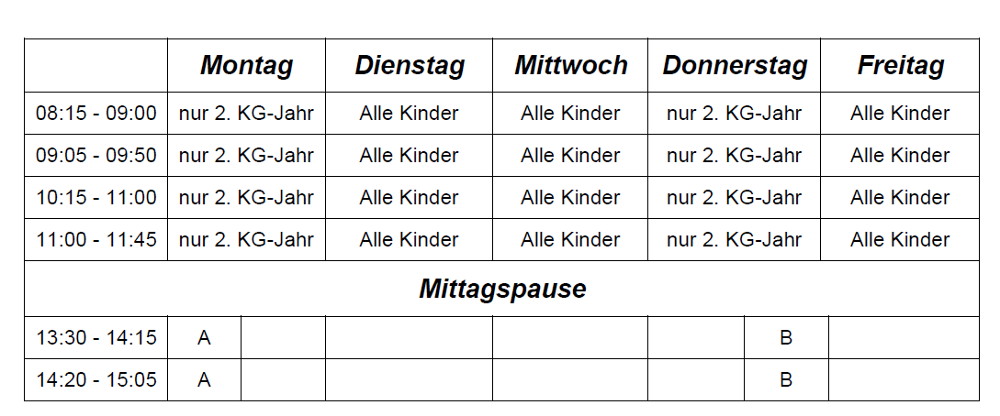 Montag Dienstag Mittwoch Donnerstag Freitag
08:15 - 09:00 nur 2. KG-Jahr Alle Kinder Alle Kinder nur 2. KG-Jahr Alle Kinder
09:05 - 09:50 nur 2. KG-Jahr Alle Kinder Alle Kinder nur 2. KG-Jahr Alle Kinder
10:15 - 11:00 nur 2. KG-Jahr Alle Kinder Alle Kinder nur 2. KG-Jahr Alle Kinder
11:00 - 11:45 nur 2. KG-Jahr Alle Kinder Alle Kinder nur 2. KG-Jahr Alle Kinder
Mittagspause
13:30 - 14:15 A B
14:20 - 15:05 A B